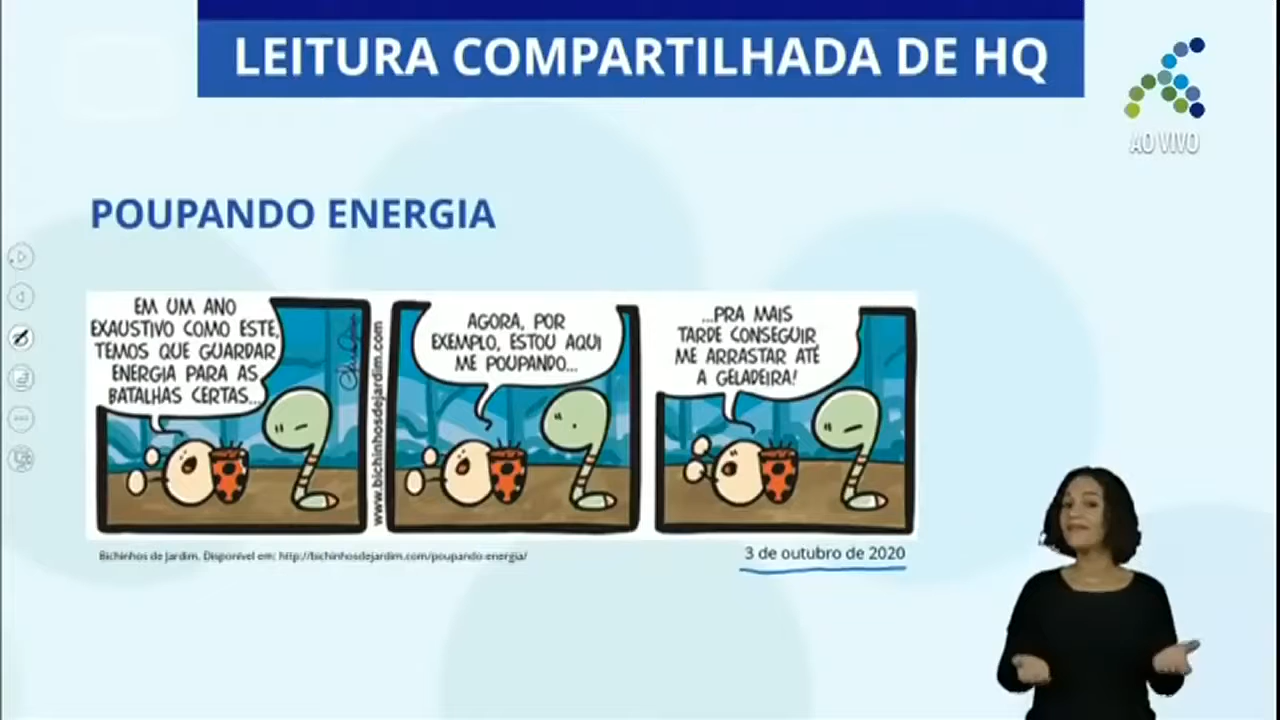 LEITURA COMPARTILHADA DE HQ
AO VIVO
POUPANDO ENERGIA
EM UM ANO
EXAUSTIVO COMO ESTE,
TEMOS QUE GUARDAR
ENERGIA PARA AS
BATALHAS CERTAS...
www.bichinhosdejardim.com
AGORA, POR
EXEMPLO, ESTOU AQUI
ME POUPANDO...
...PRA MAIS
TARDE CONSEGUIR
ME ARRASTAR ATÉ
A GELADEIRA!
Bichinhos de Jardim. Disponível em: http://bichinhosdejardim.com/poupando-energia/
3 de outubro de 2020